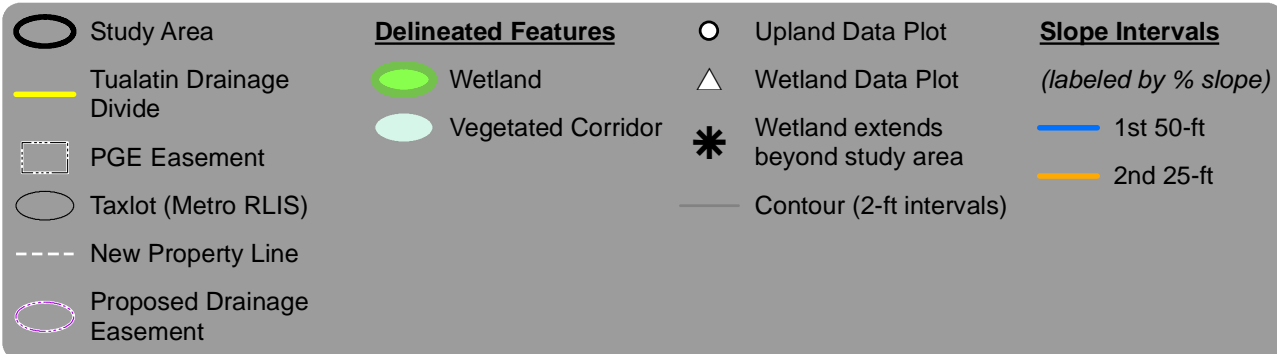 Study Area
Tualatin Drainage
Divide
PGE Easement
Taxlot (Metro RLIS)
New Property Line
Proposed Drainage
Easement
Delineated Features
Wetland
Vegetated Corridor
Upland Data Plot
Wetland Data Plot
Wetland extends
beyond study area
Contour (2-ft intervals)
Slope Intervals
(labeled by % slope)
1st 50-ft
2nd 25-ft